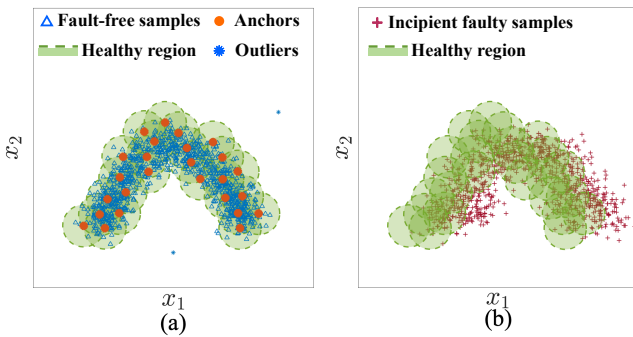 Fault-free samples Anchors
Healthy region Outliers
x2
x1
(a)
Incipient faulty samples
Healthy region
x2
x1
(b)